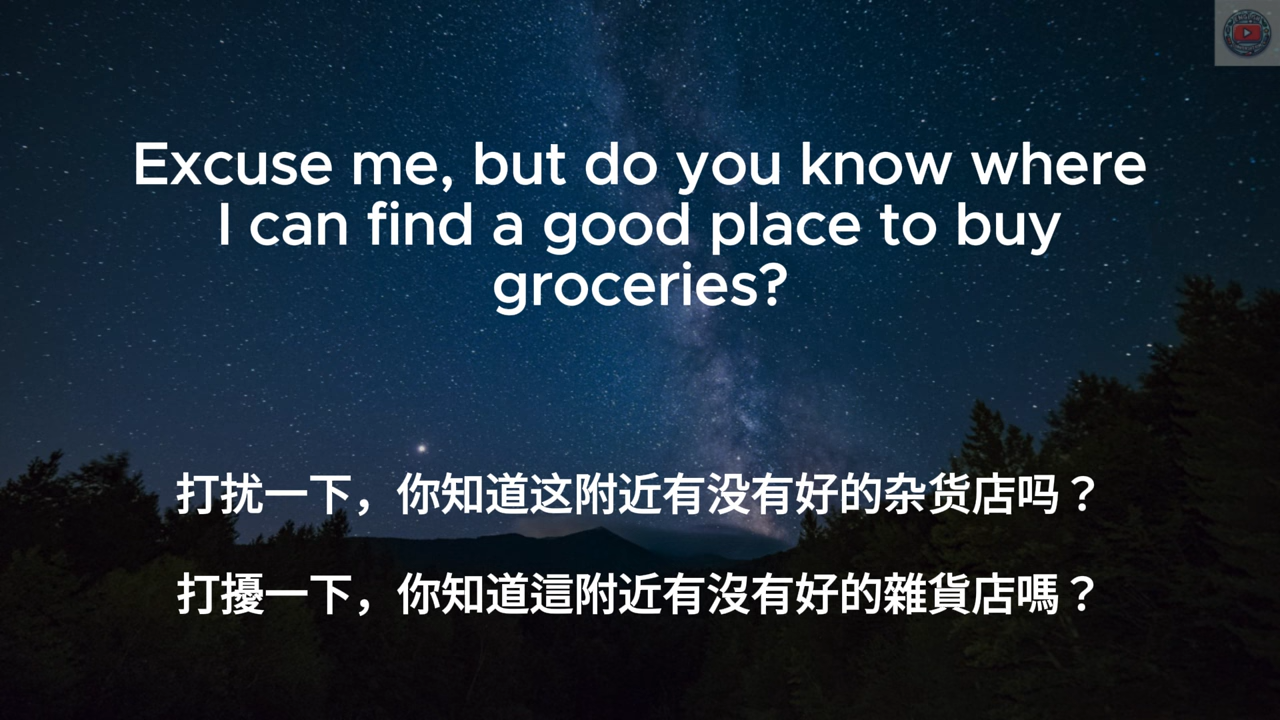 Excuse me, but do you know where
I can find a good place to buy
groceries?
打扰一下，你知道这附近有没有好的杂货店吗？
打擾一下，你知道這附近有沒有好的雜貨店嗎？